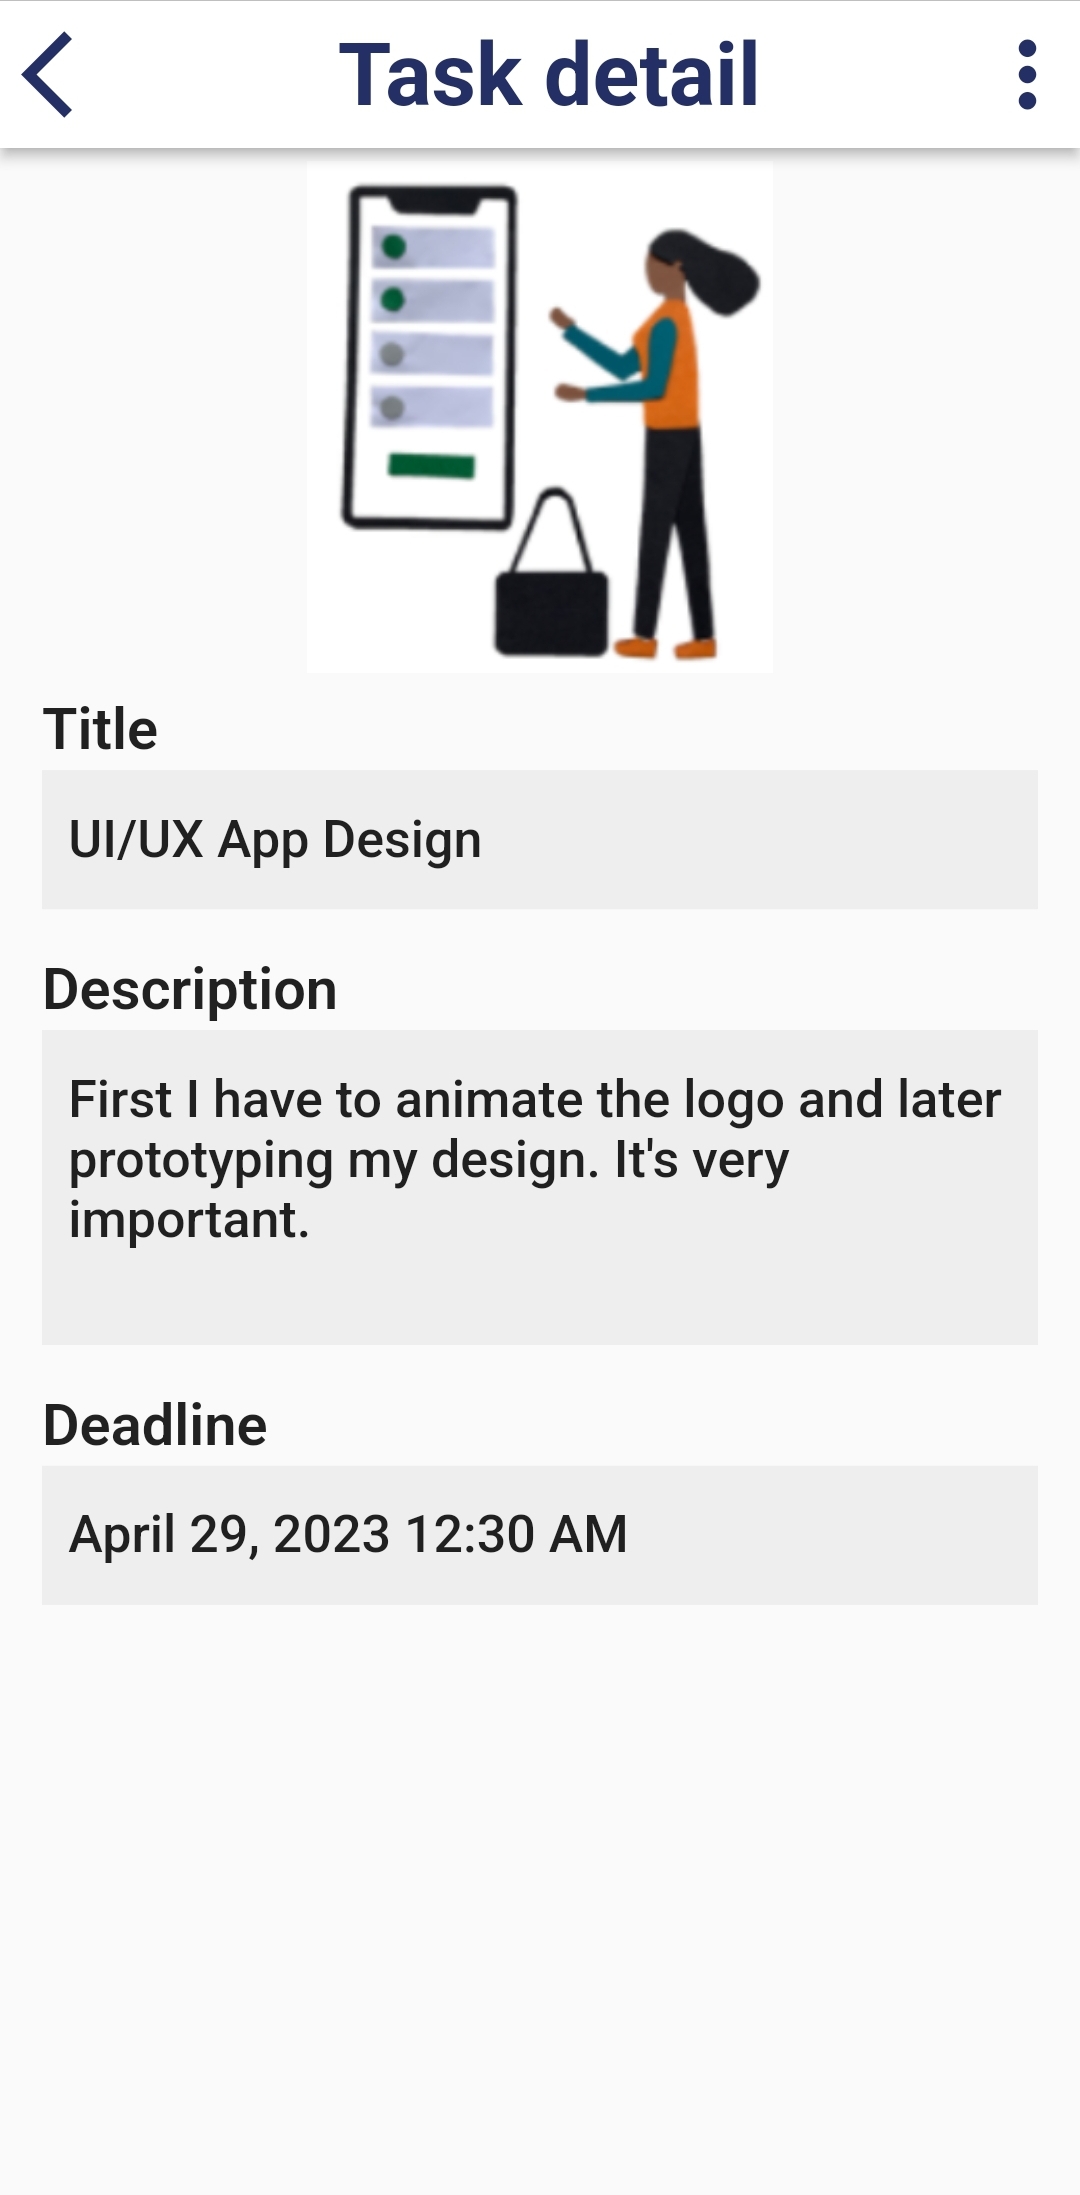 Task detail
Title
UI/UX App Design
Description
First I have to animate the logo and later
prototyping my design. It's very
important.
Deadline
April 29, 2023 12:30 AM